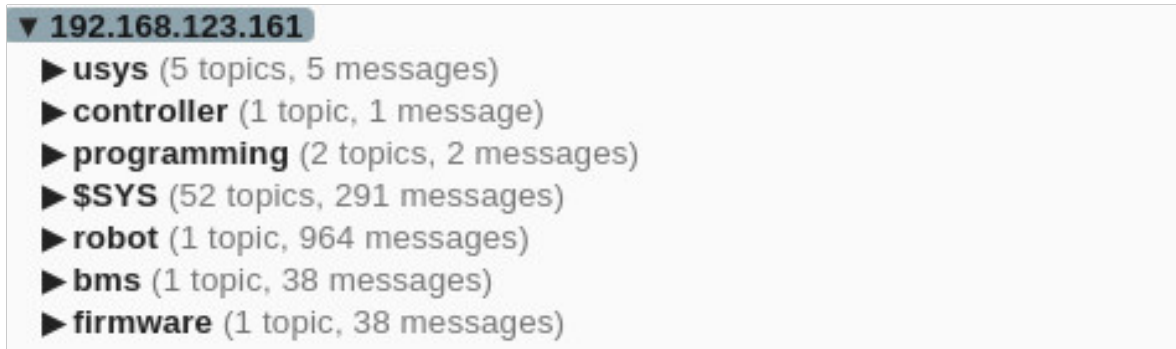 ▼ 192.168.123.161
▶ usys (5 topics, 5 messages)
▶ controller (1 topic, 1 message)
▶ programming (2 topics, 2 messages)
▶ $SYS (52 topics, 291 messages)
▶ robot (1 topic, 964 messages)
▶ bms (1 topic, 38 messages)
▶ firmware (1 topic, 38 messages)